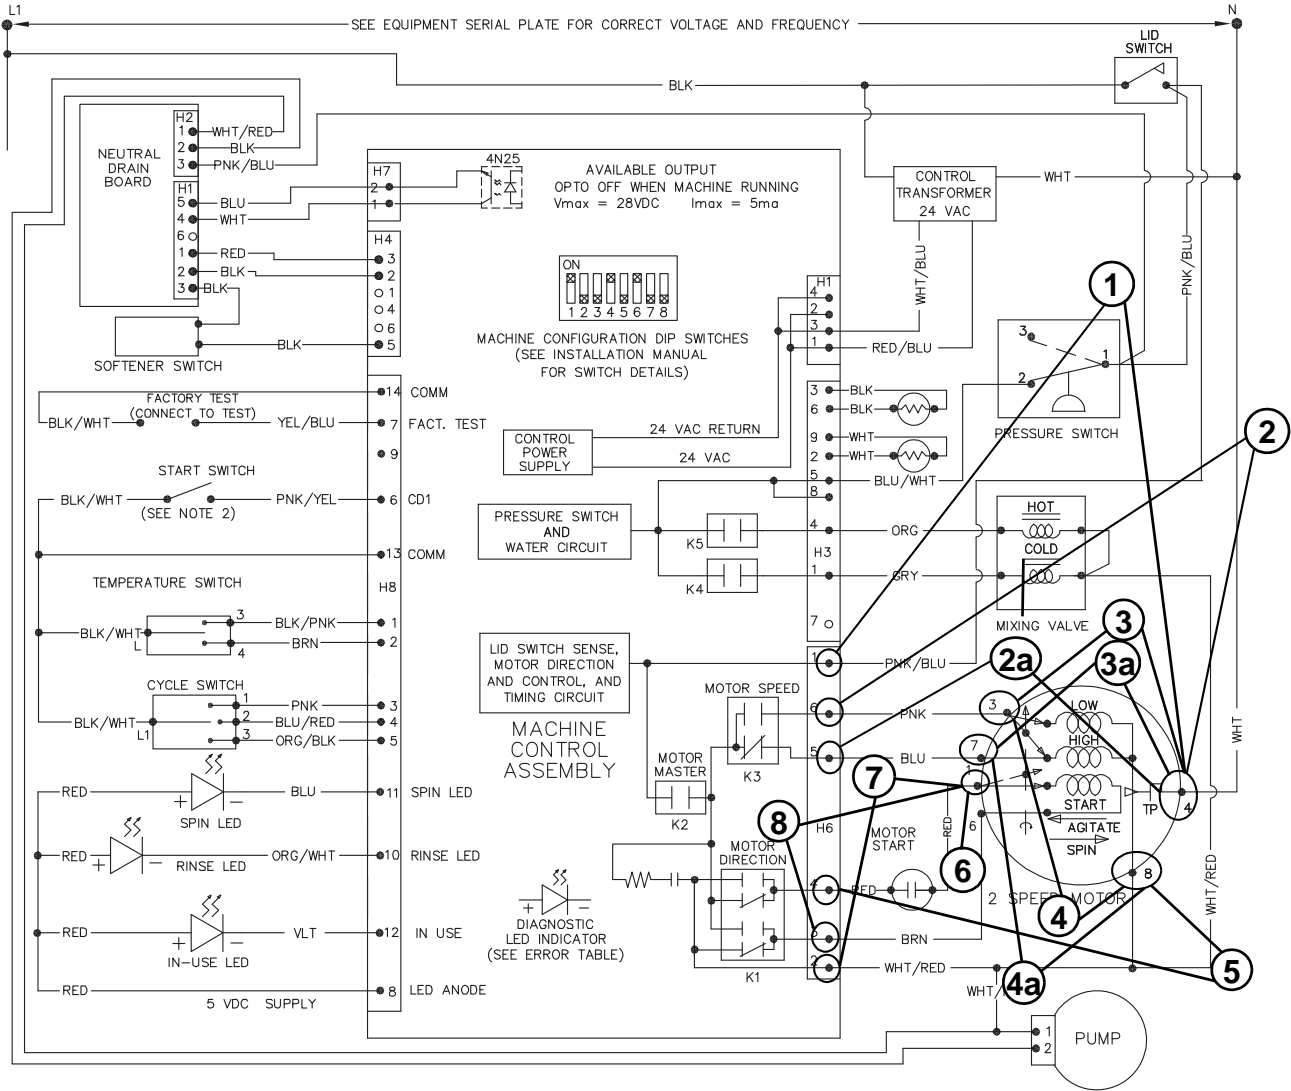 L1
N
SEE EQUIPMENT SERIAL PLATE FOR CORRECT VOLTAGE AND FREQUENCY
LID
SWITCH
BLK
H2
1 WHT/RED
2 BLK
3 PNK/BLU
NEUTRAL
DRAIN
BOARD
H1
5 BLU
4 WHT
6
1 RED
2 BLK
3 BLK
SOFTENER SWITCH
BLK
H7
2
1
4N25
AVAILABLE OUTPUT
OPTO OFF WHEN MACHINE RUNNING
Vmax = 28VDC Imax = 5ma
H4
3
2
1
4
6
5
ON
1 2 3 4 5 6 7 8
MACHINE CONFIGURATION DIP SWITCHES
(SEE INSTALLATION MANUAL
FOR SWITCH DETAILS)
CONTROL
TRANSFORMER
24 VAC
WHT
WHT/BLU
PNK/BLU
H1
4
2
3
1
RED/BLU
1
3
1
2
PRESSURE SWITCH
2
FACTORY TEST
(CONNECT TO TEST)
BLK/WHT
YEL/BLU
14 COMM
7 FACT. TEST
9
START SWITCH
BLK/WHT
PNK/YEL
6 CD1
(SEE NOTE 2)
13 COMM
H8
CONTROL
POWER
SUPPLY
24 VAC RETURN
24 VAC
3 BLK
6 BLK
9 WHT
2 WHT
5 BLU/WHT
8
PRESSURE SWITCH
AND
WATER CIRCUIT
K5
K4
4 ORG
H3
1 GRY
7
HOT
COLD
MIXING VALVE
TEMPERATURE SWITCH
BLK/WHT
L
3
4
BLK/PNK 1
BRN 2
CYCLE SWITCH
BLK/WHT
L1
1 PNK 3
2 BLU/RED 4
3 ORG/BLK 5
LID SWITCH SENSE,
MOTOR DIRECTION
AND CONTROL, AND
TIMING CIRCUIT
MACHINE
CONTROL
ASSEMBLY
MOTOR SPEED
K3
MOTOR
MASTER
K2
MOTOR
DIRECTION
K1
1 PNK/BLU
6 PNK
5 BLU
H6
4 RED
3 BRN
2 WHT/RED
MOTOR
START
RED
3
2a
3a
3
7
1
6
LOW
HIGH
START
TP
4
AGITATE
SPIN
8
2 SPEED MOTOR
WHT
WHT/RED
7
8
6
4
4a
5
RED
+ −
SPIN LED
BLU
11 SPIN LED
RED
+ −
RINSE LED
ORG/WHT
10 RINSE LED
RED
+ −
IN-USE LED
VLT
12 IN USE
RED
8 LED ANODE
5 VDC SUPPLY
+ −
DIAGNOSTIC
LED INDICATOR
(SEE ERROR TABLE)
WHT/
1
2
PUMP